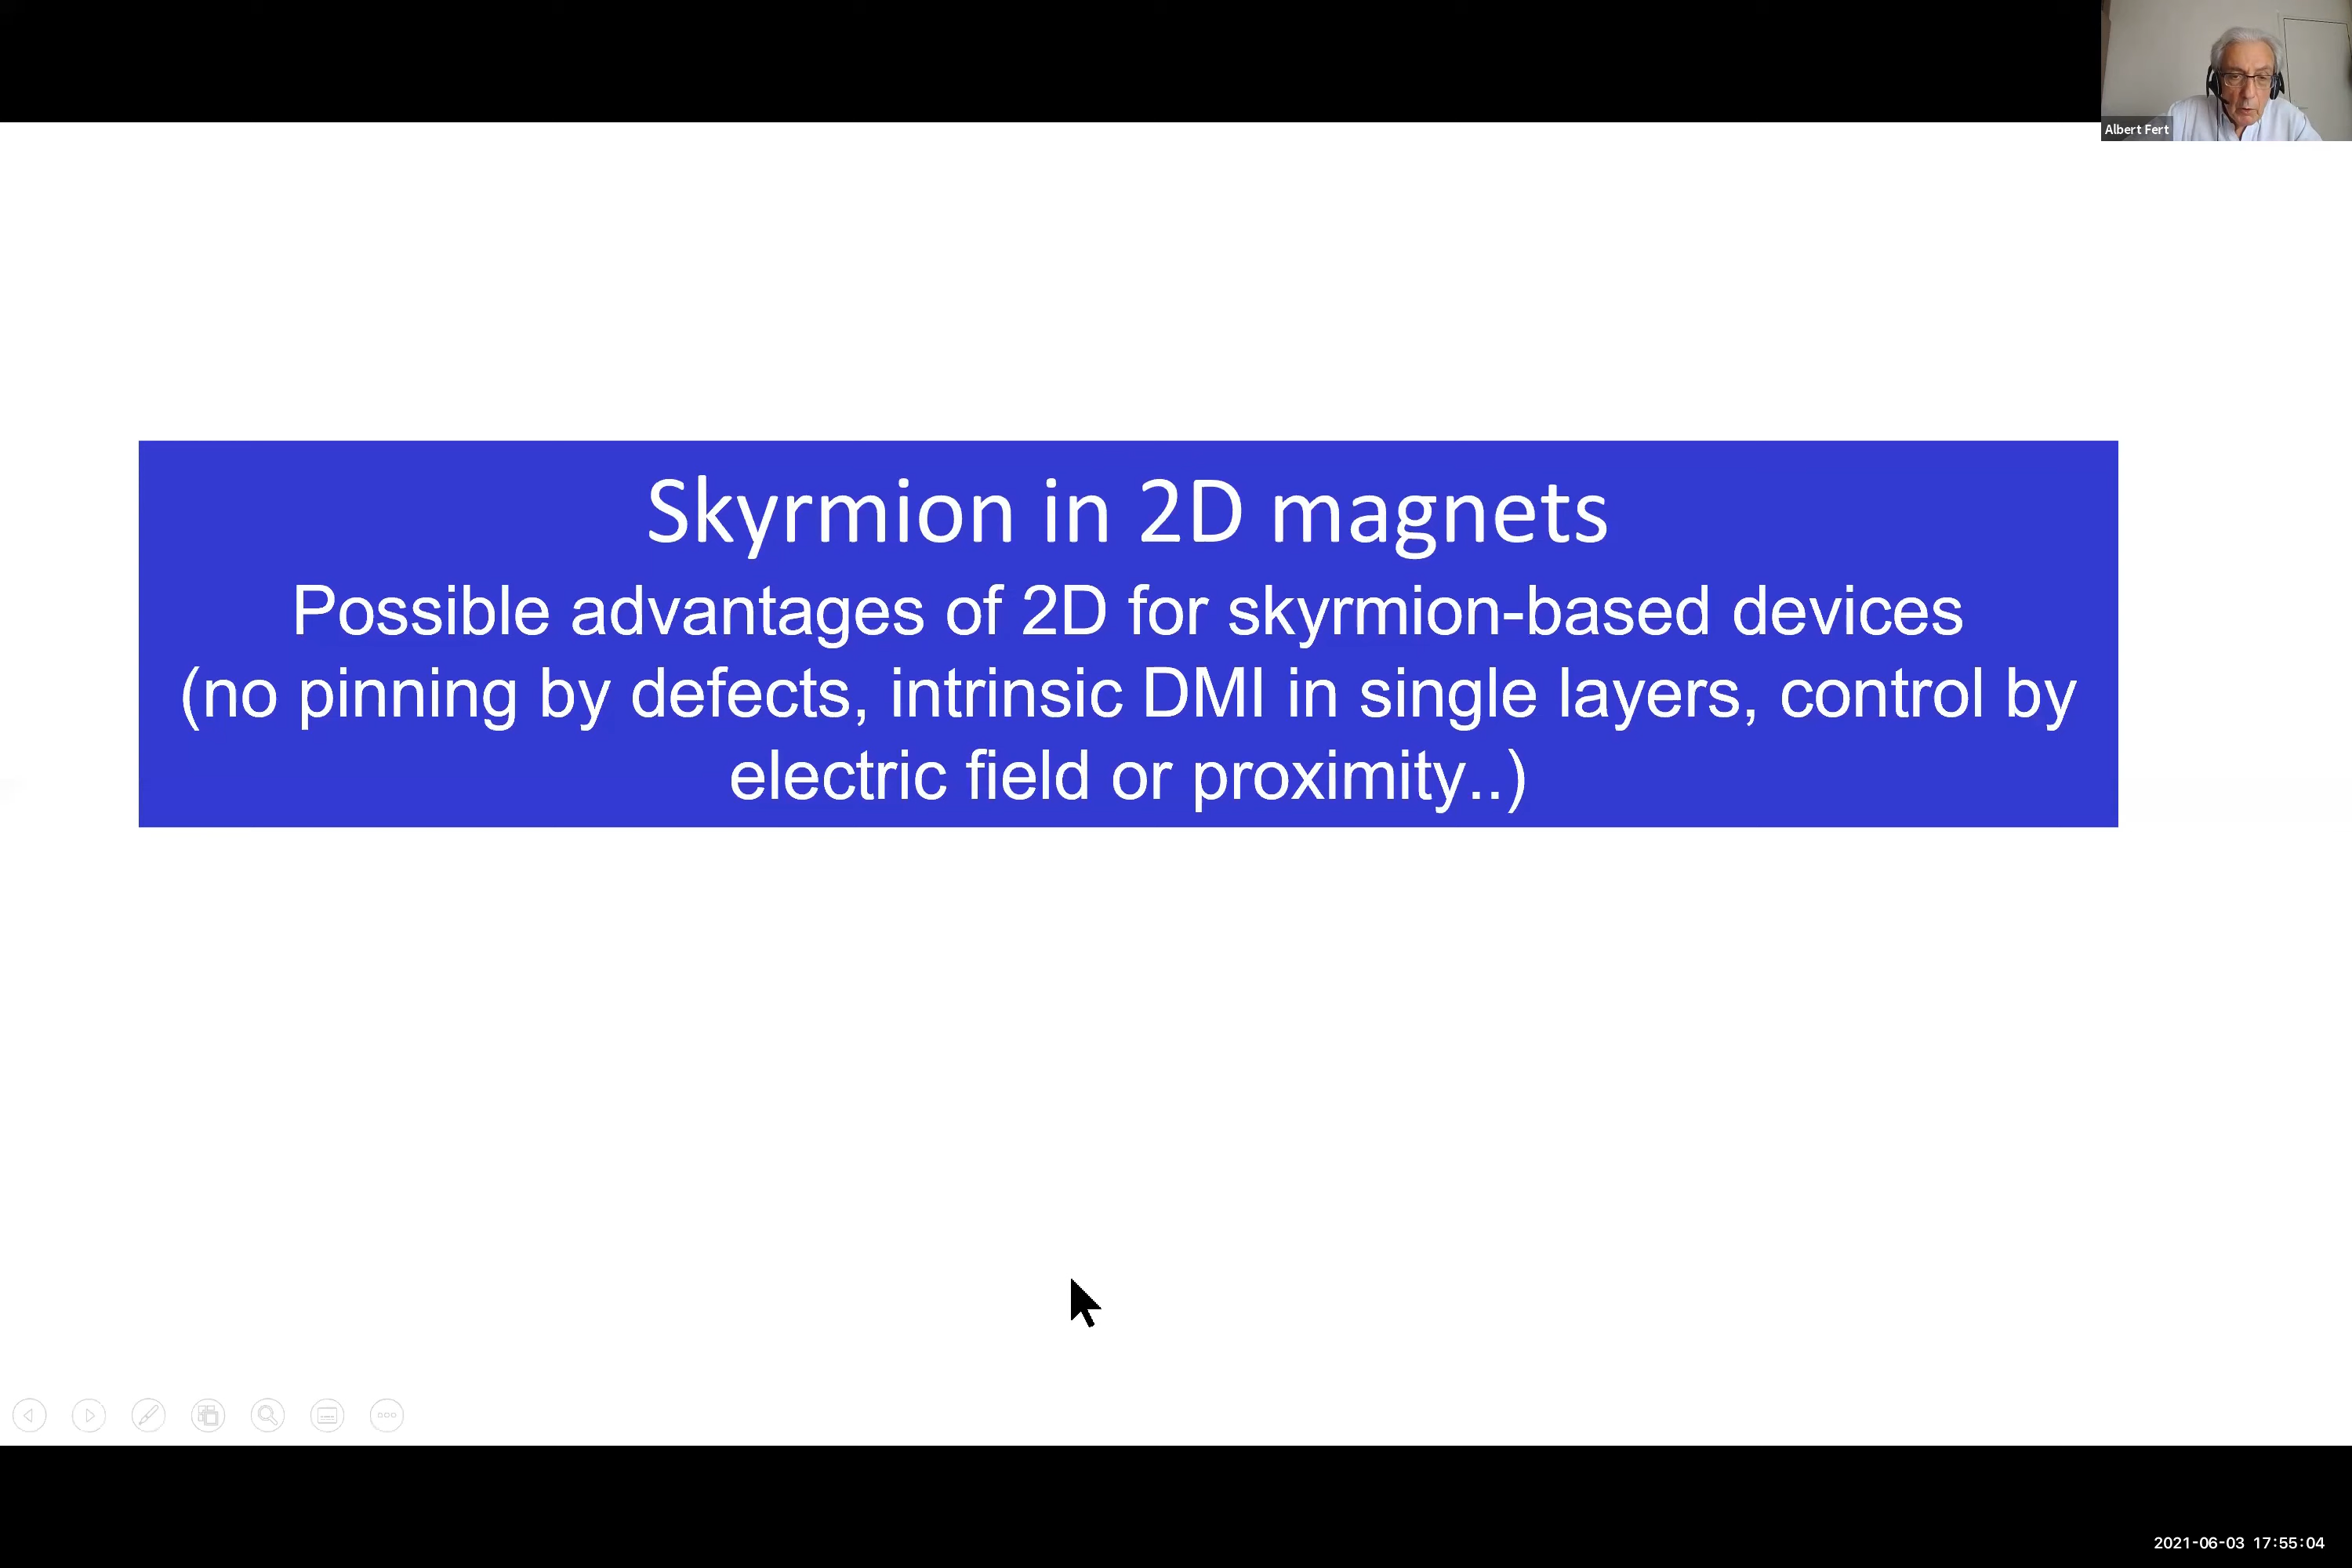 Albert Fert
Skyrmion in 2D magnets
Possible advantages of 2D for skyrmion-based devices
(no pinning by defects, intrinsic DMI in single layers, control by
electric field or proximity..)
2021-06-03 17:55:04